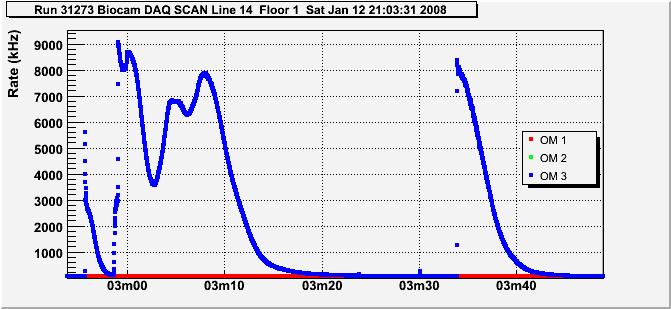 Run 31273 Biocam DAQ SCAN Line 14 Floor 1 Sat Jan 12 21:03:31 2008
Rate (kHz)
9000
8000
7000
6000
5000
4000
3000
2000
1000
OM 1
OM 2
OM 3
03m00 03m10 03m20 03m30 03m40